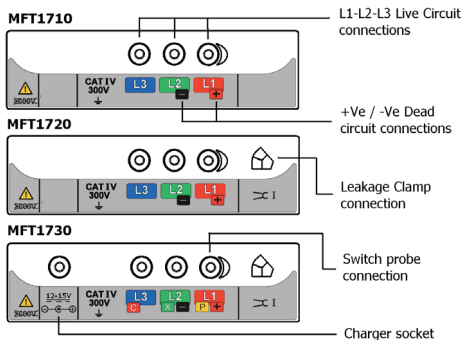 MFT1710
L1-L2-L3 Live Circuit
connections
CAT IV
300V
L3
L2
L1
-
+
+Ve / -Ve Dead
circuit connections
MFT1720
CAT IV
300V
L3
L2
L1
-
+
I
Leakage Clamp
connection
MFT1730
Switch probe
connection
12-15V
CAT IV
300V
L3
L2
L1
C
X
-
P
+
I
Charger socket